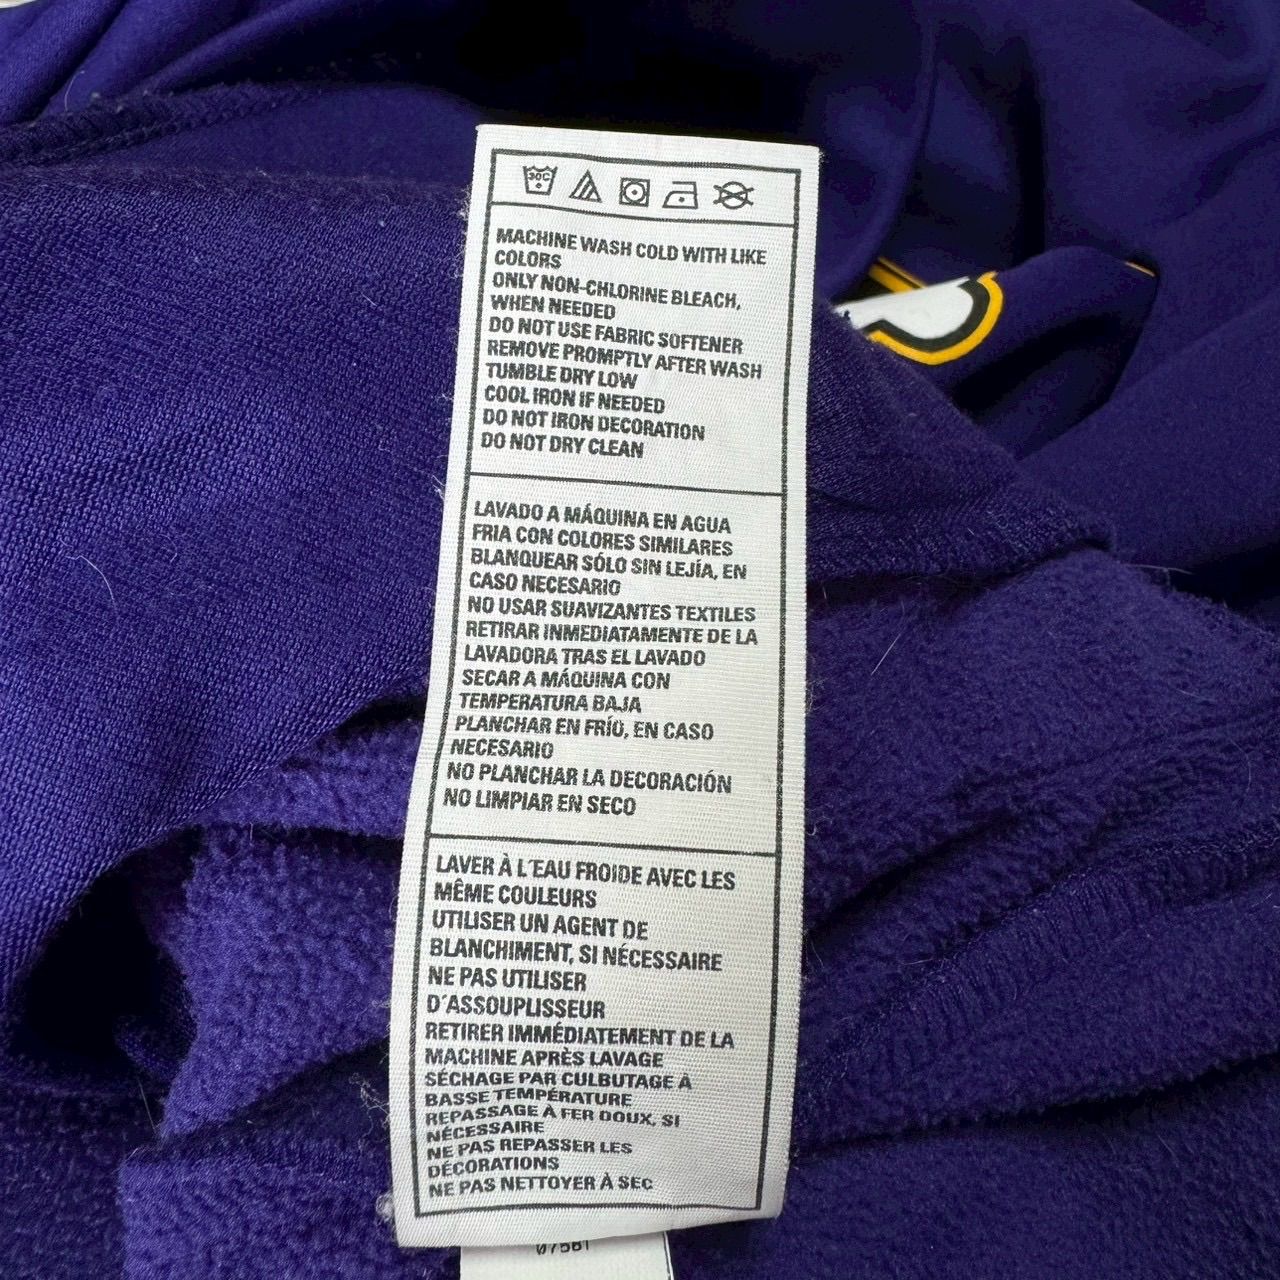 30C
MACHINE WASH COLD WITH LIKE
COLORS
ONLY NON-CHLORINE BLEACH,
WHEN NEEDED
DO NOT USE FABRIC SOFTENER
REMOVE PROMPTLY AFTER WASH
TUMBLE DRY LOW
COOL IRON IF NEEDED
DO NOT IRON DECORATION
DO NOT DRY CLEAN
LAVADO A MÁQUINA EN AGUA
FRIA CON COLORES SIMILARES
BLANQUEAR SÓLO SIN LEJÍA, EN
CASO NECESARIO
NO USAR SUAVIZANTES TEXTILES
RETIRAR INMEDIATAMENTE DE LA
LAVADORA TRAS EL LAVADO
SECAR A MÁQUINA CON
TEMPERATURA BAJA
PLANCHAR EN FRÍO, EN CASO
NECESARIO
NO PLANCHAR LA DECORACIÓN
NO LIMPIAR EN SECO
LAVER À L´EAU FROIDE AVEC LES
MÊME COULEURS
UTILISER UN AGENT DE
BLANCHIMENT, SI NÉCESSAIRE
NE PAS UTILISER
D´ASSOUPLISSEUR
RETIRER IMMÉDIATEMENT DE LA
MACHINE APRÈS LAVAGE
SÉCHAGE PAR CULBUTAGE À
BASSE TEMPÉRATURE
REPASSAGE À FER DOUX, SI
NÉCESSAIRE
NE PAS REPASSER LES
DÉCORATIONS
NE PAS NETTOYER À SEC